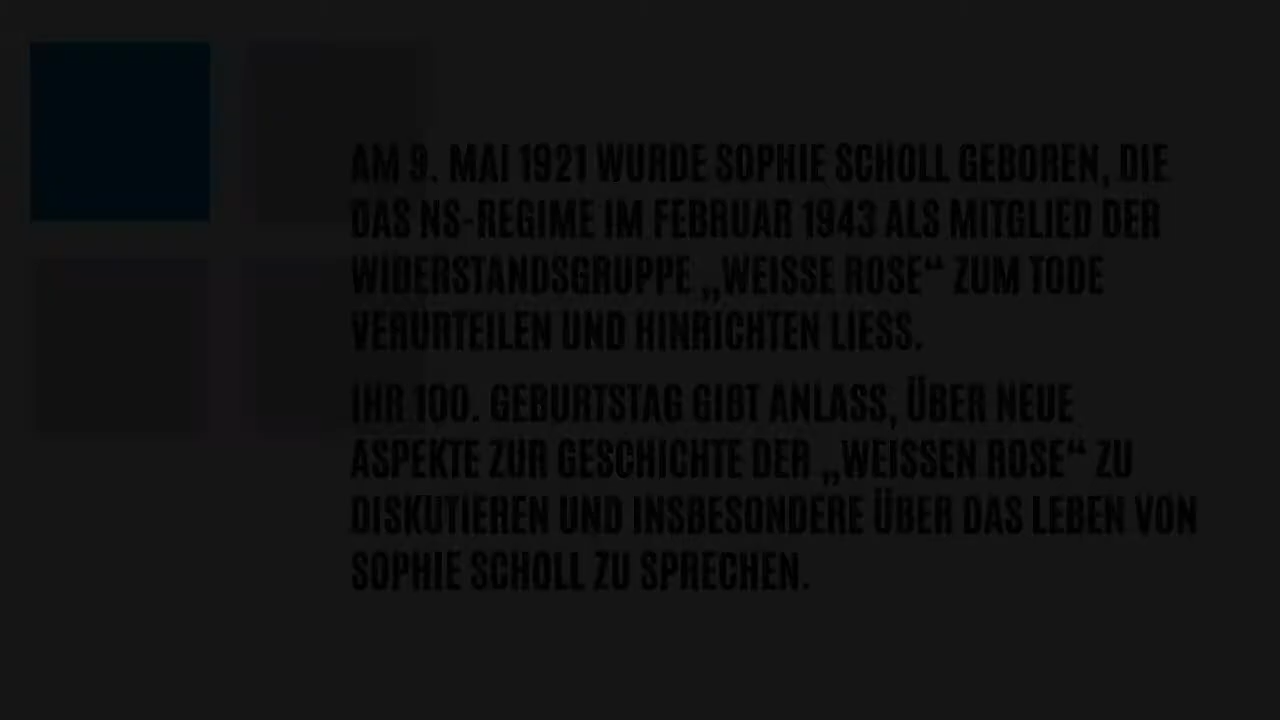 AM 9. MAI 1921 WURDE SOPHIE SCHOLL GEBOREN, DIE
DAS NS-REGIME IM FEBRUAR 1943 ALS MITGLIED DER
WIDERSTANDSGRUPPE „WEISSE ROSE“ ZUM TODE
VERURTEILEN UND HINRICHTEN LIESS.
IHR 100. GEBURTSTAG GIBT ANLASS, ÜBER NEUE
ASPEKTE ZUR GESCHICHTE DER „WEISSEN ROSE“ ZU
DISKUTIEREN UND INSBESONDERE ÜBER DAS LEBEN VON
SOPHIE SCHOLL ZU SPRECHEN.